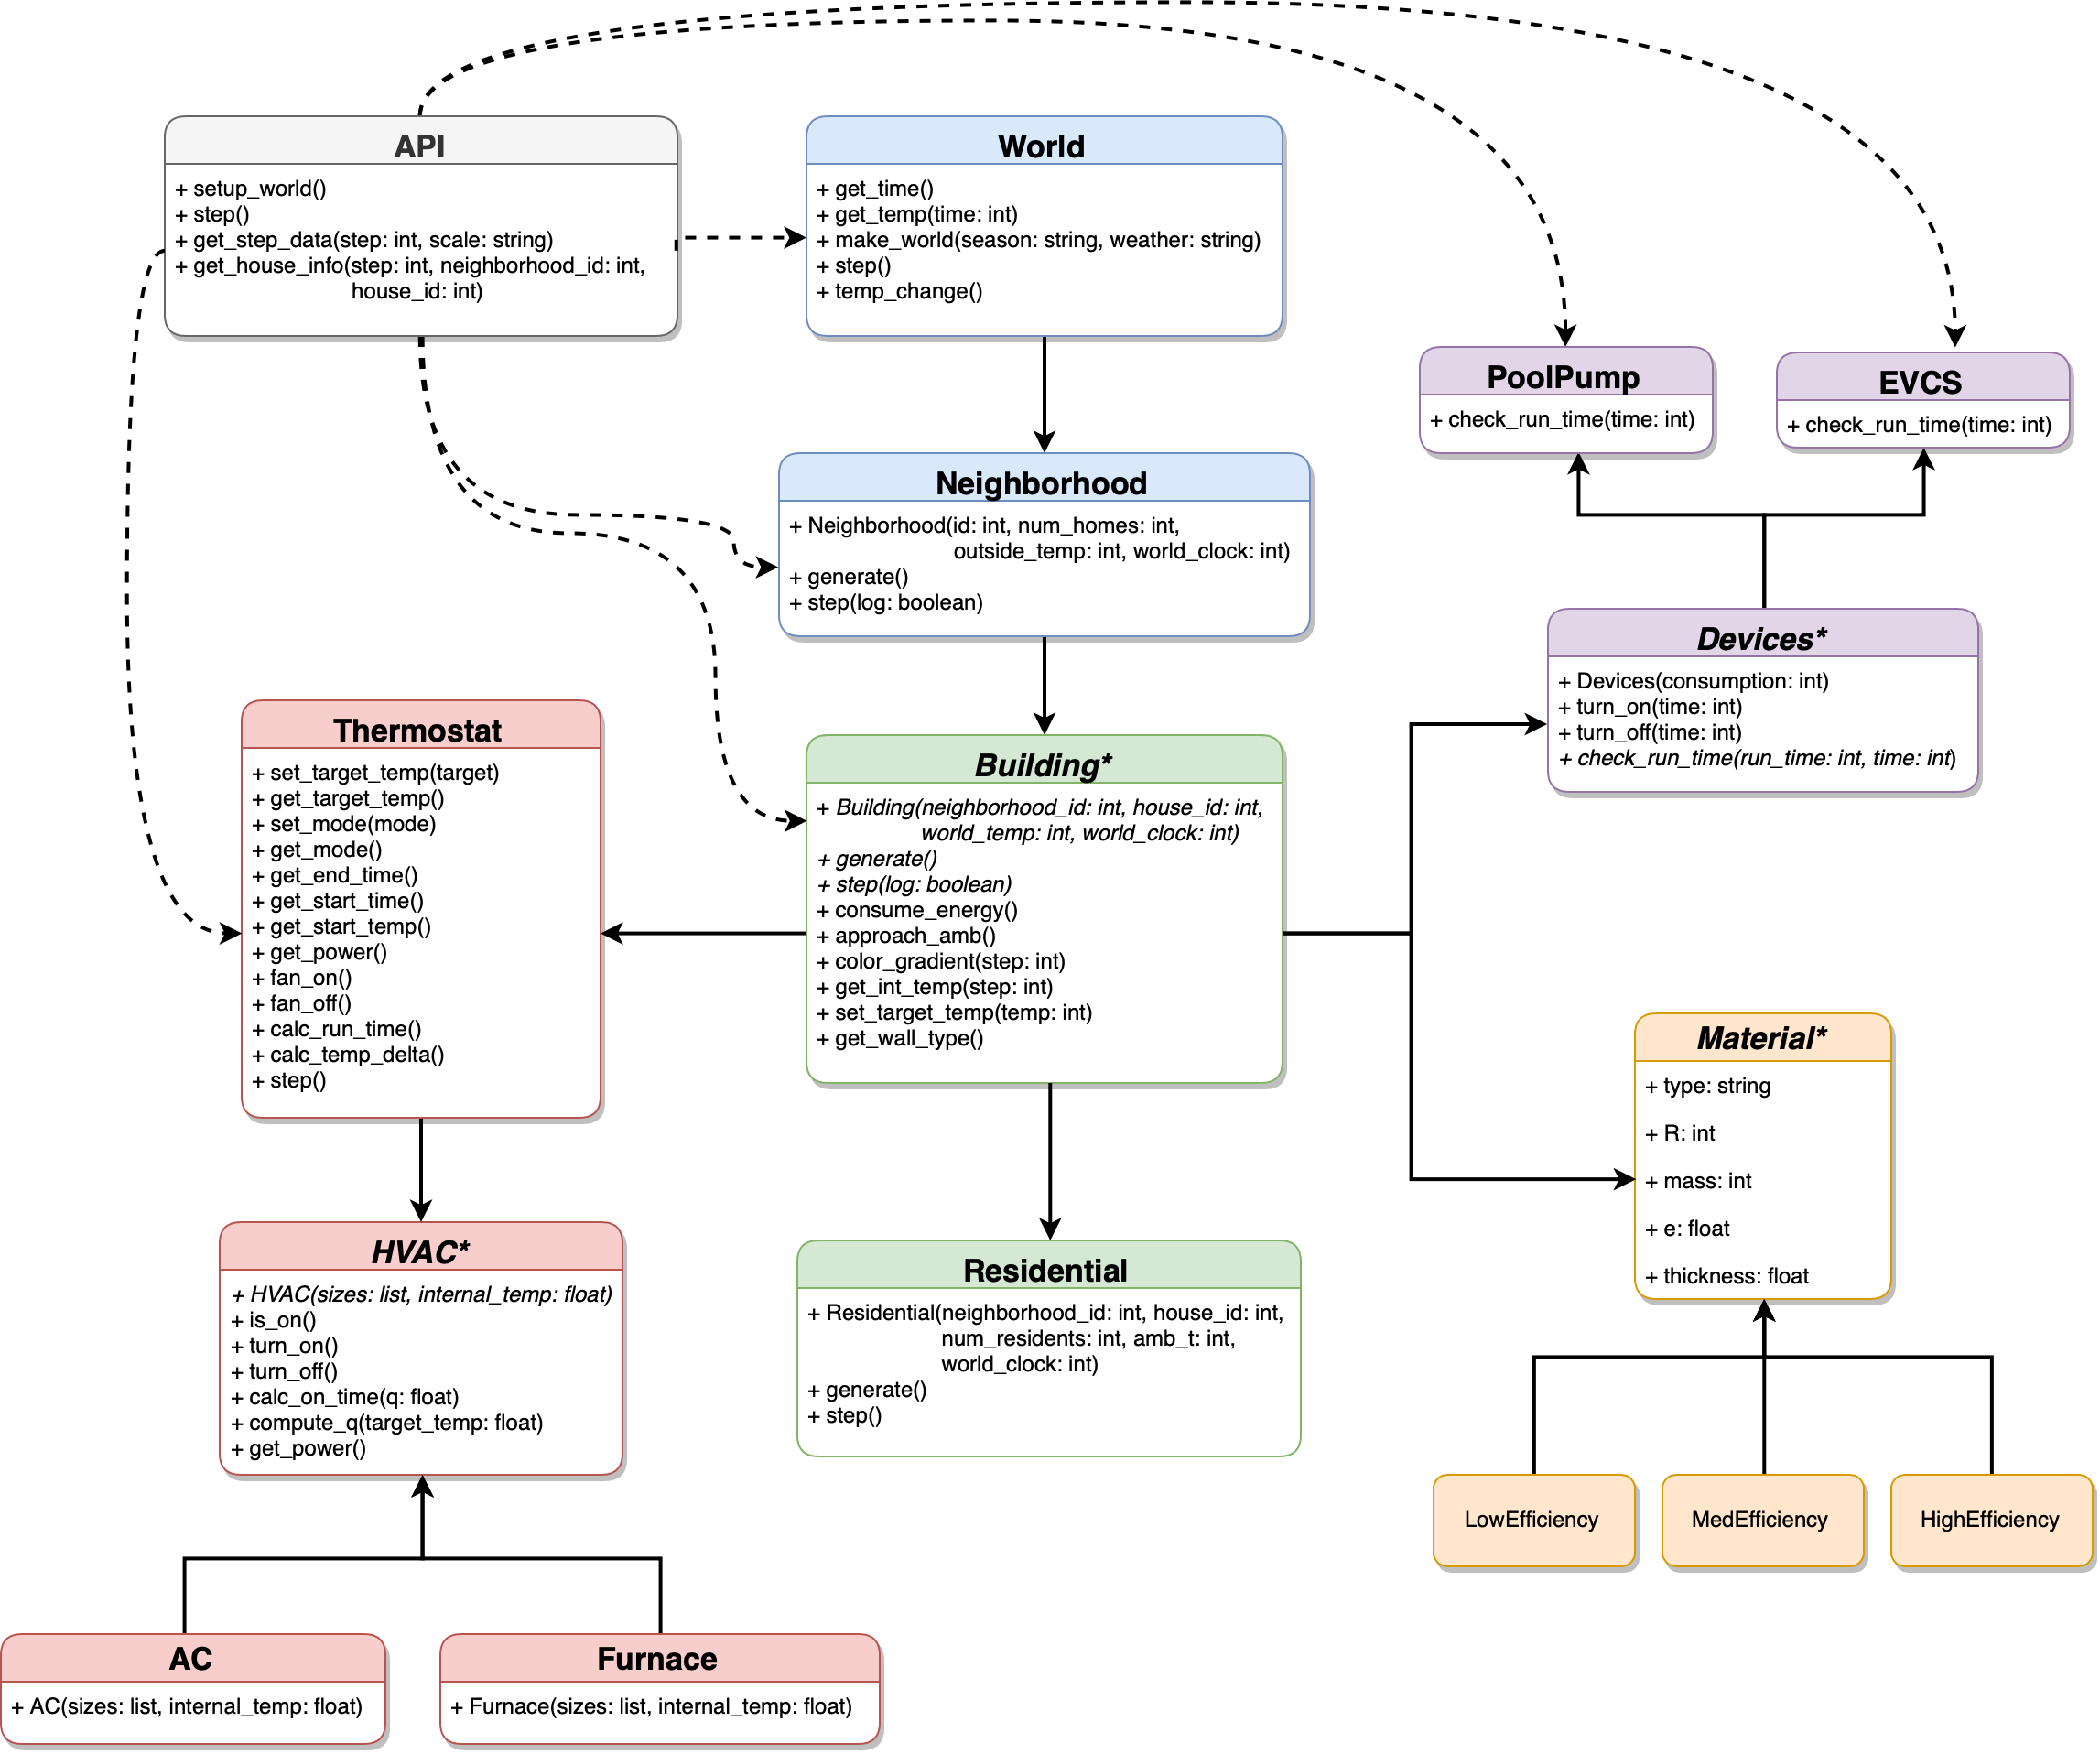 API
+ setup_world()
+ step()
+ get_step_data(step: int, scale: string)
+ get_house_info(step: int, neighborhood_id: int,
house_id: int)
World
+ get_time()
+ get_temp(time: int)
+ make_world(season: string, weather: string)
+ step()
+ temp_change()
PoolPump
+ check_run_time(time: int)
EVCS
+ check_run_time(time: int)
Neighborhood
+ Neighborhood(id: int, num_homes: int,
outside_temp: int, world_clock: int)
+ generate()
+ step(log: boolean)
Devices*
+ Devices(consumption: int)
+ turn_on(time: int)
+ turn_off(time: int)
+ check_run_time(run_time: int, time: int)
Thermostat
+ set_target_temp(target)
+ get_target_temp()
+ set_mode(mode)
+ get_mode()
+ get_end_time()
+ get_start_time()
+ get_start_temp()
+ get_power()
+ fan_on()
+ fan_off()
+ calc_run_time()
+ calc_temp_delta()
+ step()
Building*
+ Building(neighborhood_id: int, house_id: int,
world_temp: int, world_clock: int)
+ generate()
+ step(log: boolean)
+ consume_energy()
+ approach_amb()
+ color_gradient(step: int)
+ get_int_temp(step: int)
+ set_target_temp(temp: int)
+ get_wall_type()
Material*
+ type: string
+ R: int
+ mass: int
+ e: float
+ thickness: float
HVAC*
+ HVAC(sizes: list, internal_temp: float)
+ is_on()
+ turn_on()
+ turn_off()
+ calc_on_time(q: float)
+ compute_q(target_temp: float)
+ get_power()
Residential
+ Residential(neighborhood_id: int, house_id: int,
num_residents: int, amb_t: int,
world_clock: int)
+ generate()
+ step()
LowEfficiency
MedEfficiency
HighEfficiency
AC
+ AC(sizes: list, internal_temp: float)
Furnace
+ Furnace(sizes: list, internal_temp: float)